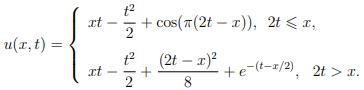 u(x, t) = { xt − t²/2 + cos(π(2t − x)), 2t ⩽ x,
xt − t²/2 + (2t − x)²/8 + e^{−(t−x/2)}, 2t > x.